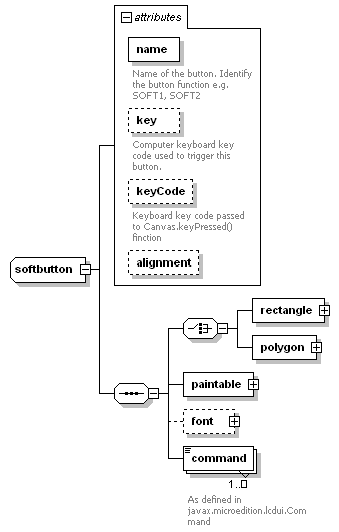 attributes
name
Name of the button. Identify
the button function e.g.
SOFT1, SOFT2
key
Computer keyboard key
code used to trigger this
button.
keyCode
Keyboard key code passed
to Canvas.keyPressed()
finction
alignment
softbutton
rectangle
polygon
paintable
font
command
1..
As defined in
javax.microedition.lcdui.Com
mand